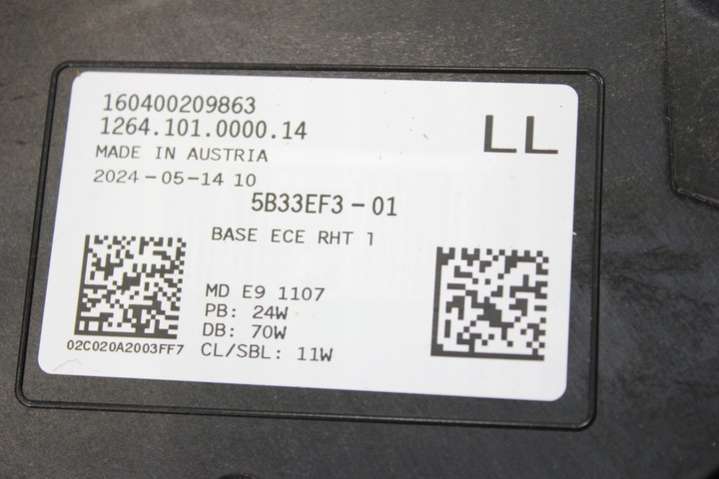 160400209863
1264.101.0000.14
LL
MADE IN AUSTRIA
2024-05-14 10
5B33EF3-01
BASE ECE RHT 1
MD E9 1107
PB: 24W
DB: 70W
CL/SBL: 11W
02C020A2003FF7